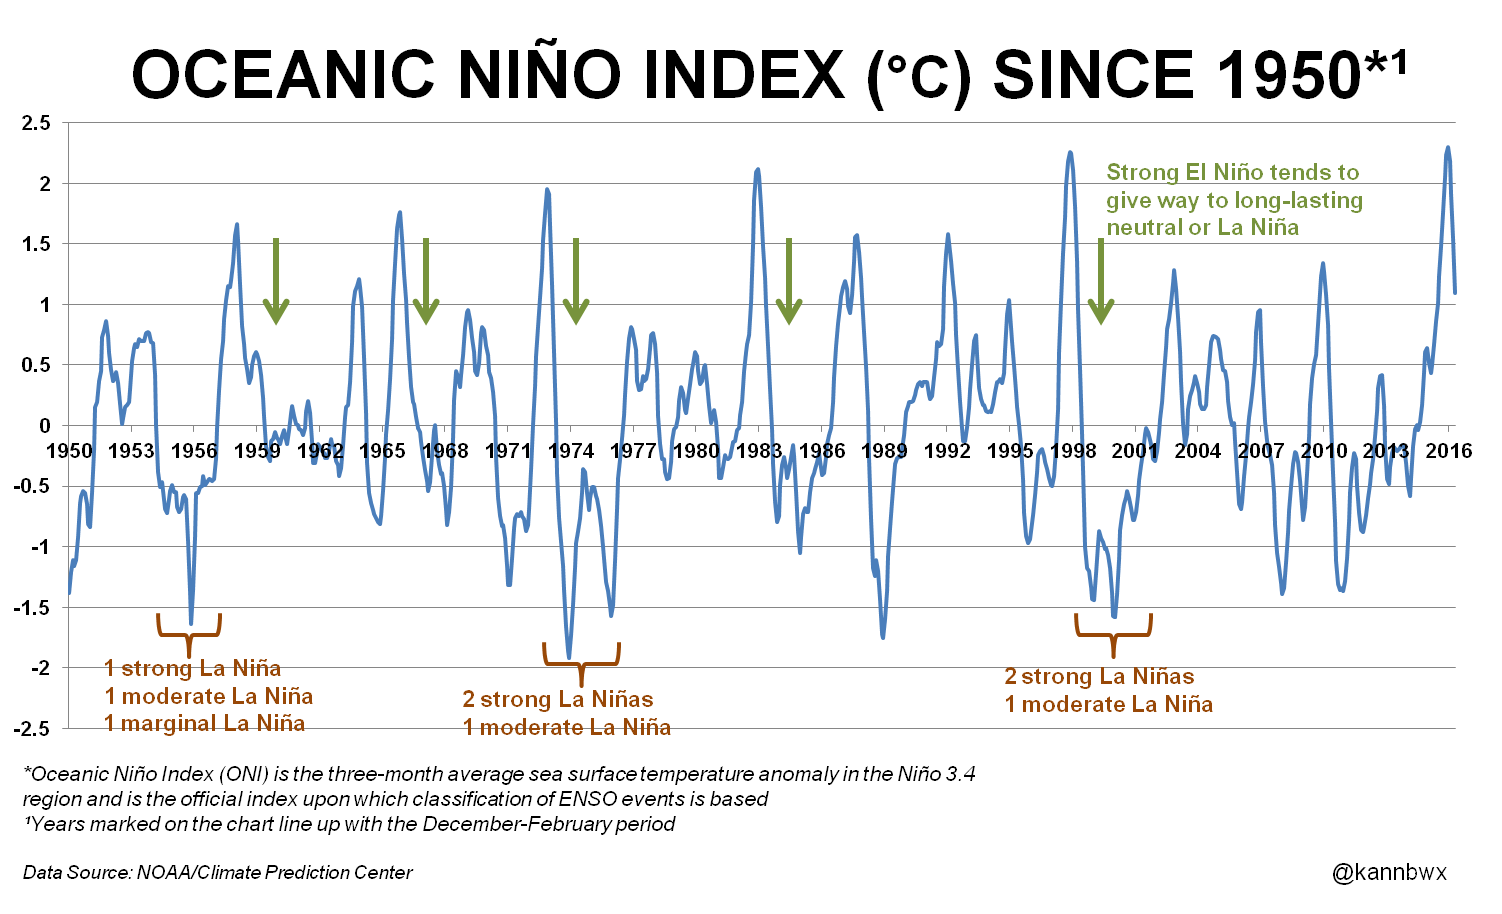 OCEANIC NIÑO INDEX (°C) SINCE 1950*¹
2.5
2
1.5
1
0.5
0
-0.5
-1
-1.5
-2
-2.5
1950 1953 1956 1959 1962 1965 1968 1971 1974 1977 1980 1983 1986 1989 1992 1995 1998 2001 2004 2007 2010 2013 2016
Strong El Niño tends to
give way to long-lasting
neutral or La Niña
1 strong La Niña
1 moderate La Niña
1 marginal La Niña
2 strong La Niñas
1 moderate La Niña
2 strong La Niñas
1 moderate La Niña
*Oceanic Niño Index (ONI) is the three-month average sea surface temperature anomaly in the Niño 3.4
region and is the official index upon which classification of ENSO events is based
¹Years marked on the chart line up with the December-February period
Data Source: NOAA/Climate Prediction Center
@kannbwx